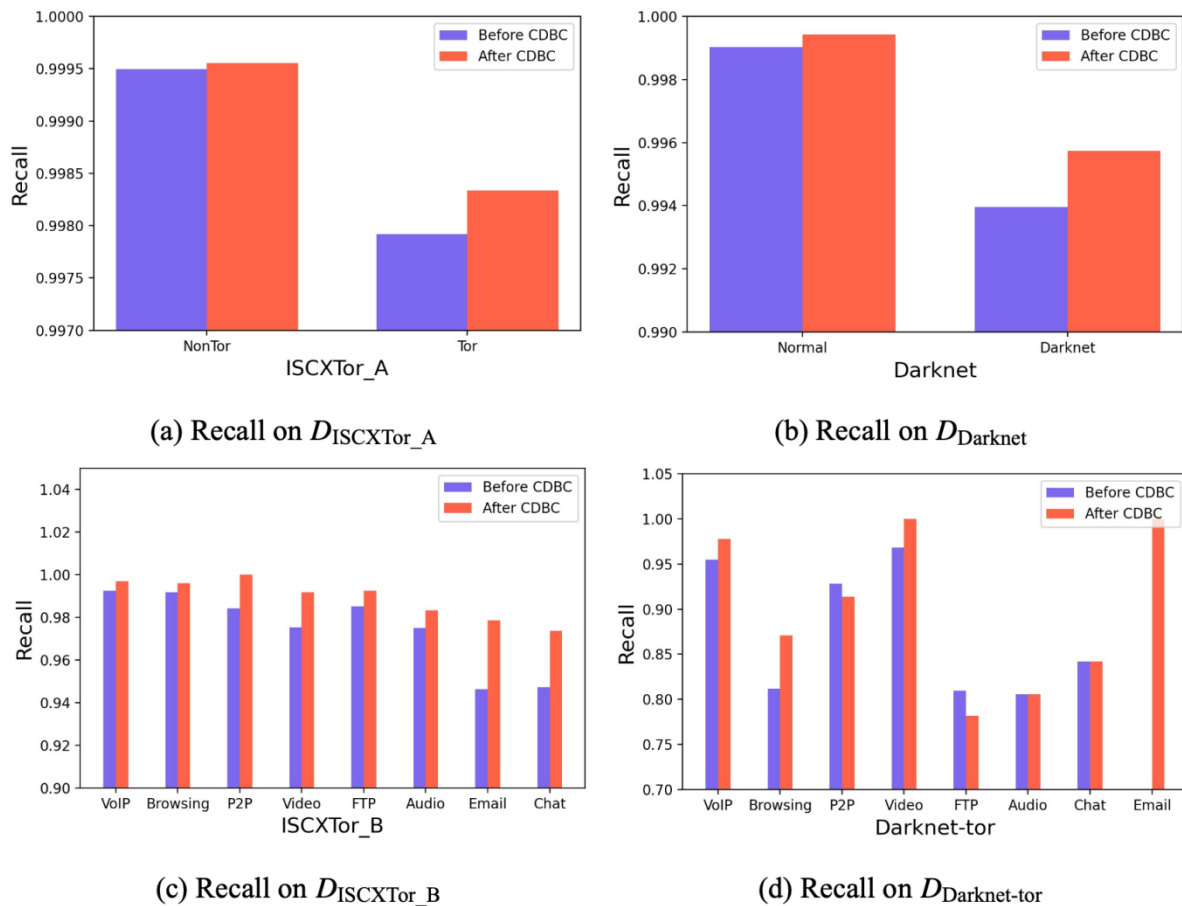 1.0000
0.9995
0.9990
0.9985
0.9980
0.9975
0.9970
Recall
Before CDBC
After CDBC
NonTor Tor
ISCXTor_A
(a) Recall on D_ISCXTor_A
1.000
0.998
0.996
0.994
0.992
0.990
Recall
Before CDBC
After CDBC
Normal Darknet
Darknet
(b) Recall on D_Darknet
1.04
1.02
1.00
0.98
0.96
0.94
0.92
0.90
Recall
Before CDBC
After CDBC
VoIP Browsing P2P Video FTP Audio Email Chat
ISCXTor_B
(c) Recall on D_ISCXTor_B
1.05
1.00
0.95
0.90
0.85
0.80
0.75
0.70
Recall
Before CDBC
After CDBC
VoIP Browsing P2P Video FTP Audio Chat Email
Darknet-tor
(d) Recall on D_Darknet-tor